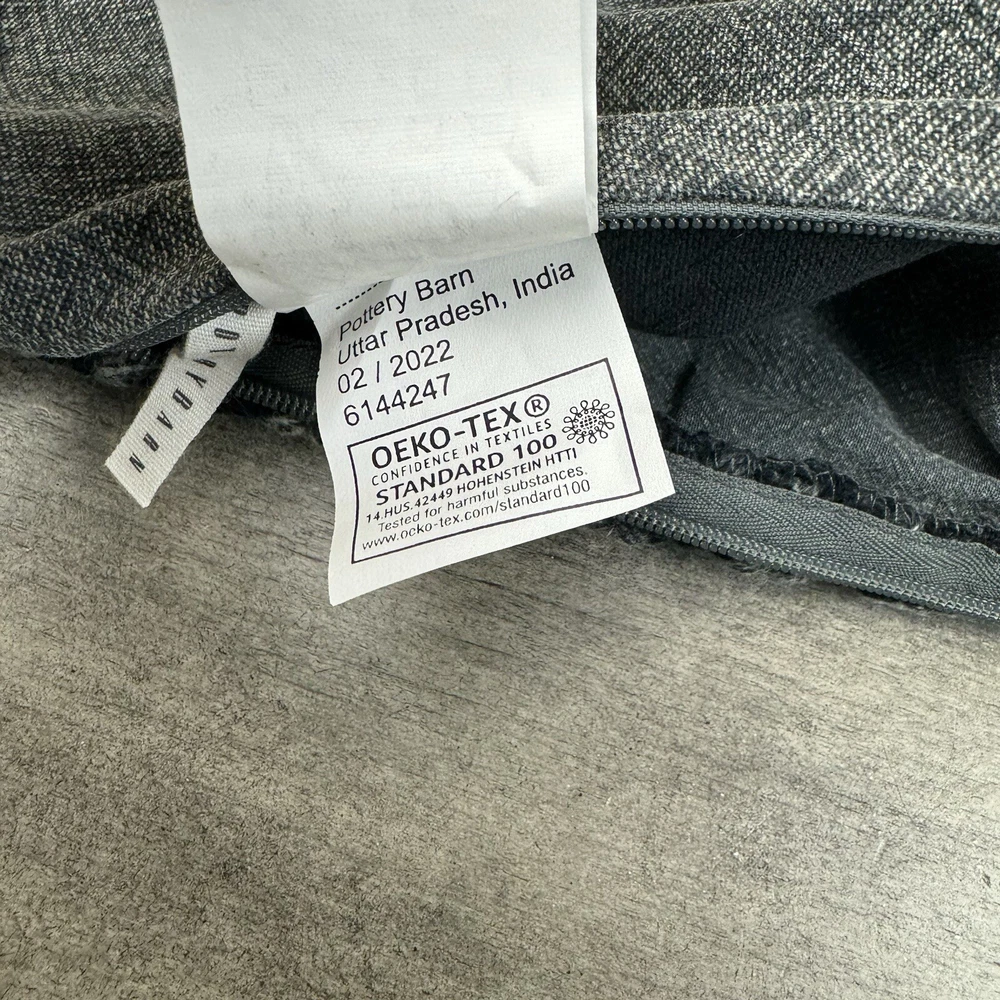 Pottery Barn
Uttar Pradesh, India
02 / 2022
6144247
OEKO-TEX®
CONFIDENCE IN TEXTILES
STANDARD 100
14.HUS.42449 HOHENSTEIN HTTI
Tested for harmful substances.
www.oeko-tex.com/standard100